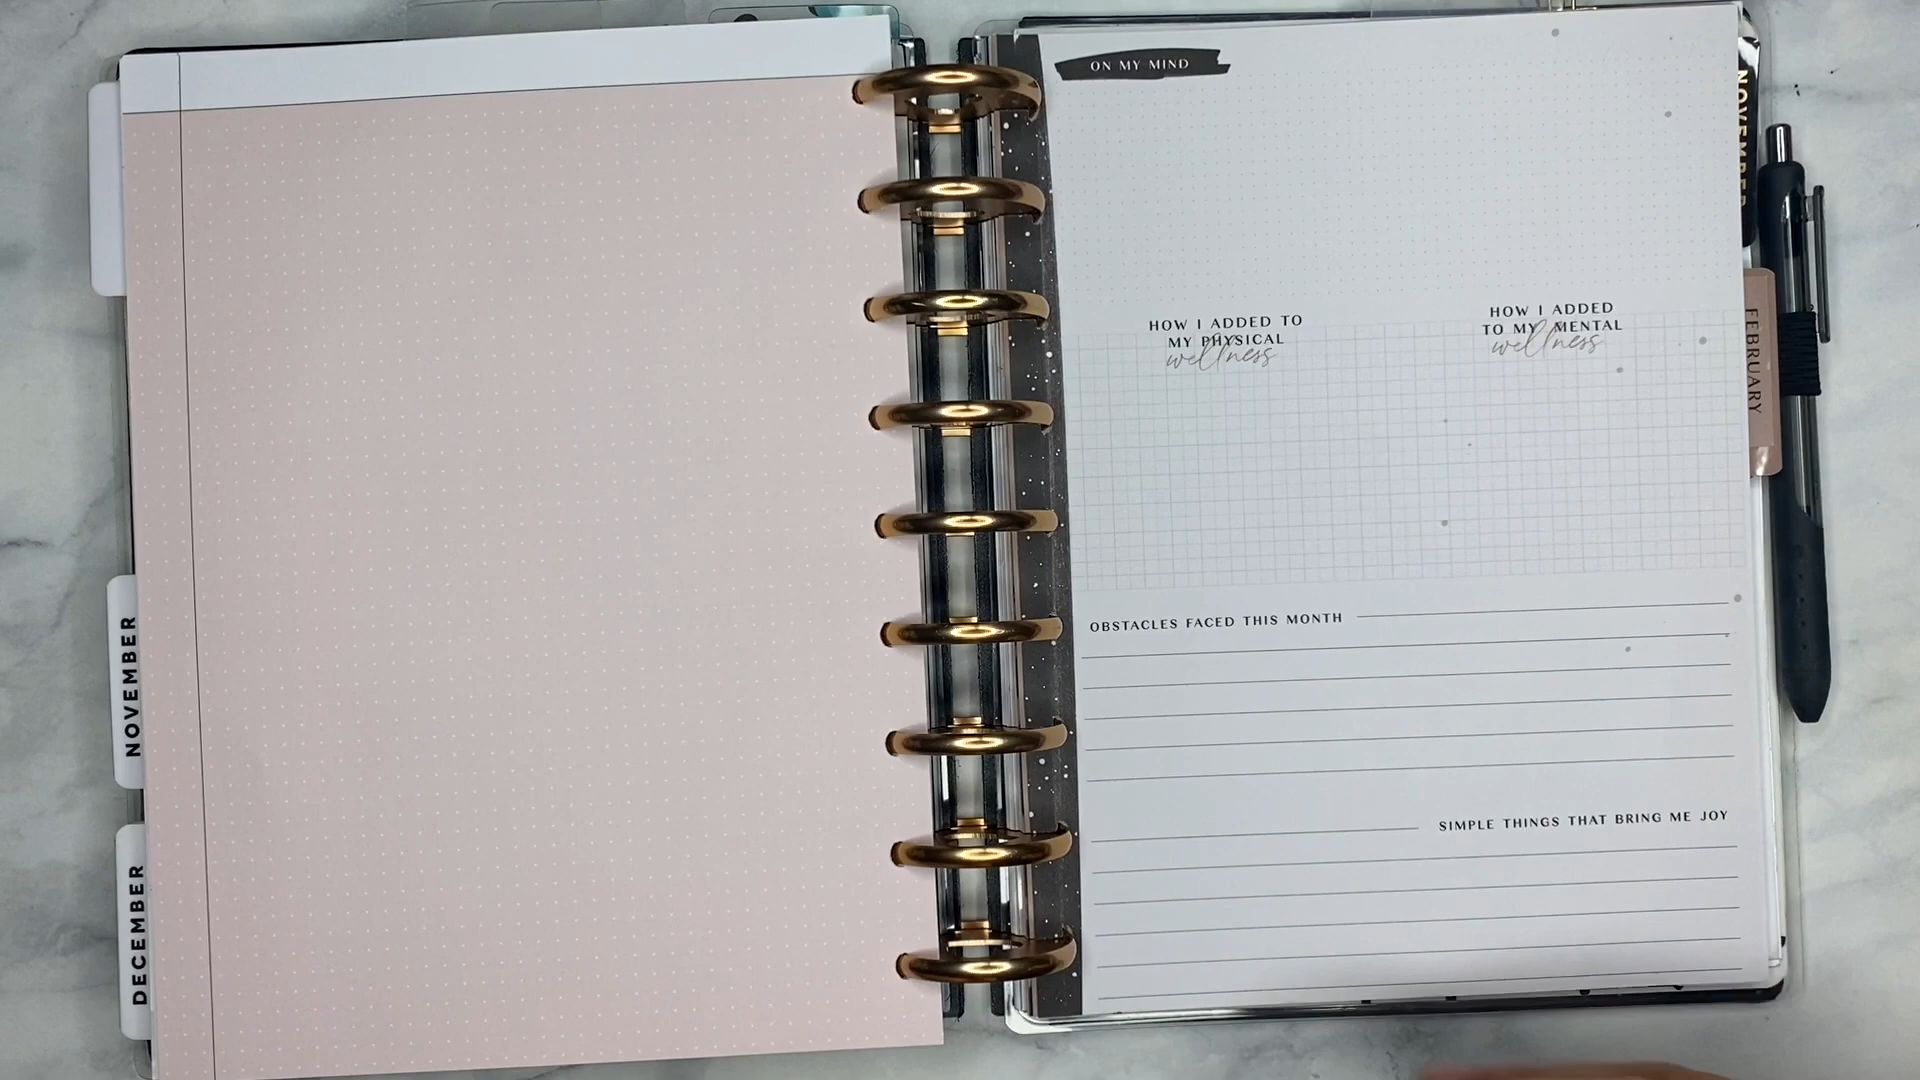 NOVEMBER
DECEMBER
ON MY MIND
HOW I ADDED TO
MY PHYSICAL
wellness
HOW I ADDED
TO MY MENTAL
wellness
OBSTACLES FACED THIS MONTH
SIMPLE THINGS THAT BRING ME JOY
NOVEMBER
FEBRUARY